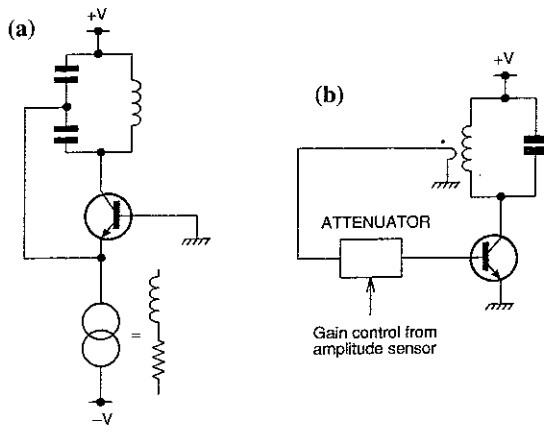 (a)
+V
=
−V
(b)
+V
ATTENUATOR
Gain control from
amplitude sensor